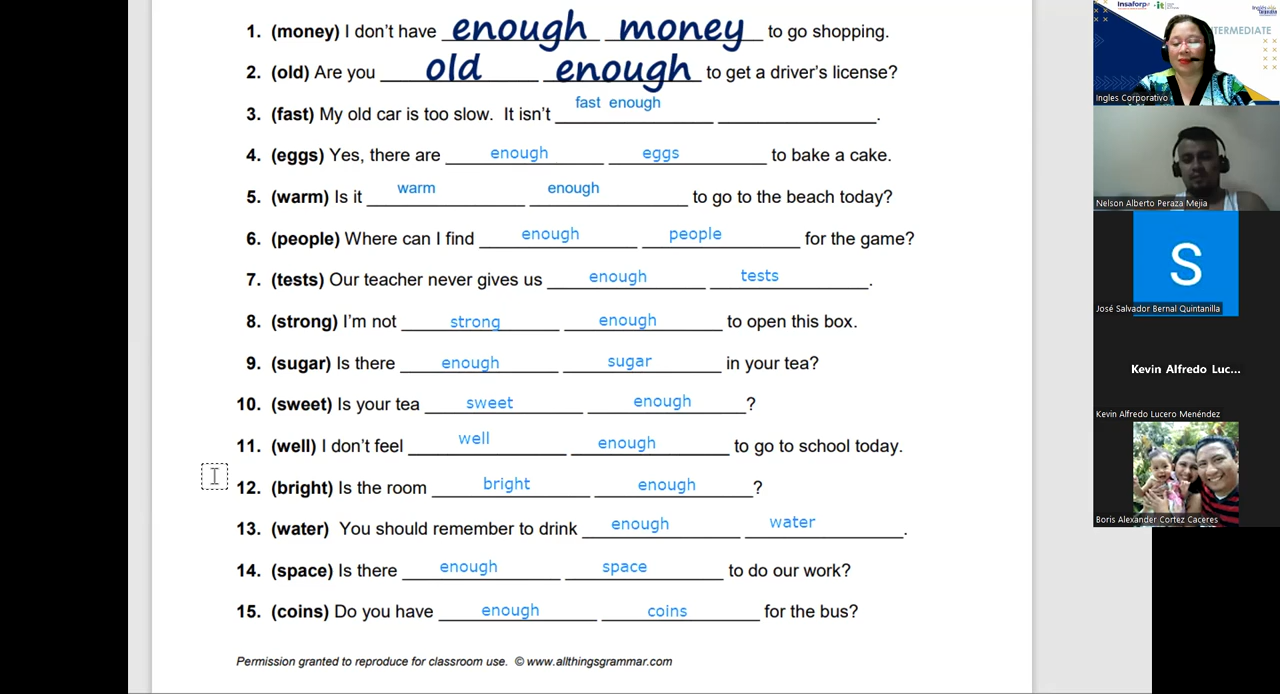 1. (money) I don't have enough money to go shopping.
2. (old) Are you old enough to get a driver's license?
3. (fast) My old car is too slow. It isn't fast enough.
4. (eggs) Yes, there are enough eggs to bake a cake.
5. (warm) Is it warm enough to go to the beach today?
6. (people) Where can I find enough people for the game?
7. (tests) Our teacher never gives us enough tests.
8. (strong) I'm not strong enough to open this box.
9. (sugar) Is there enough sugar in your tea?
10. (sweet) Is your tea sweet enough?
11. (well) I don't feel well enough to go to school today.
12. (bright) Is the room bright enough?
13. (water) You should remember to drink enough water.
14. (space) Is there enough space to do our work?
15. (coins) Do you have enough coins for the bus?
Permission granted to reproduce for classroom use. © www.allthingsgrammar.com
Insaforp
it
TERMEDIATE
Ingles Corporativo
Nelson Alberto Peraza Mejia
S
José Salvador Bernal Quintanilla
Kevin Alfredo Luc...
Kevin Alfredo Lucero Menéndez
Boris Alexander Cortez Caceres